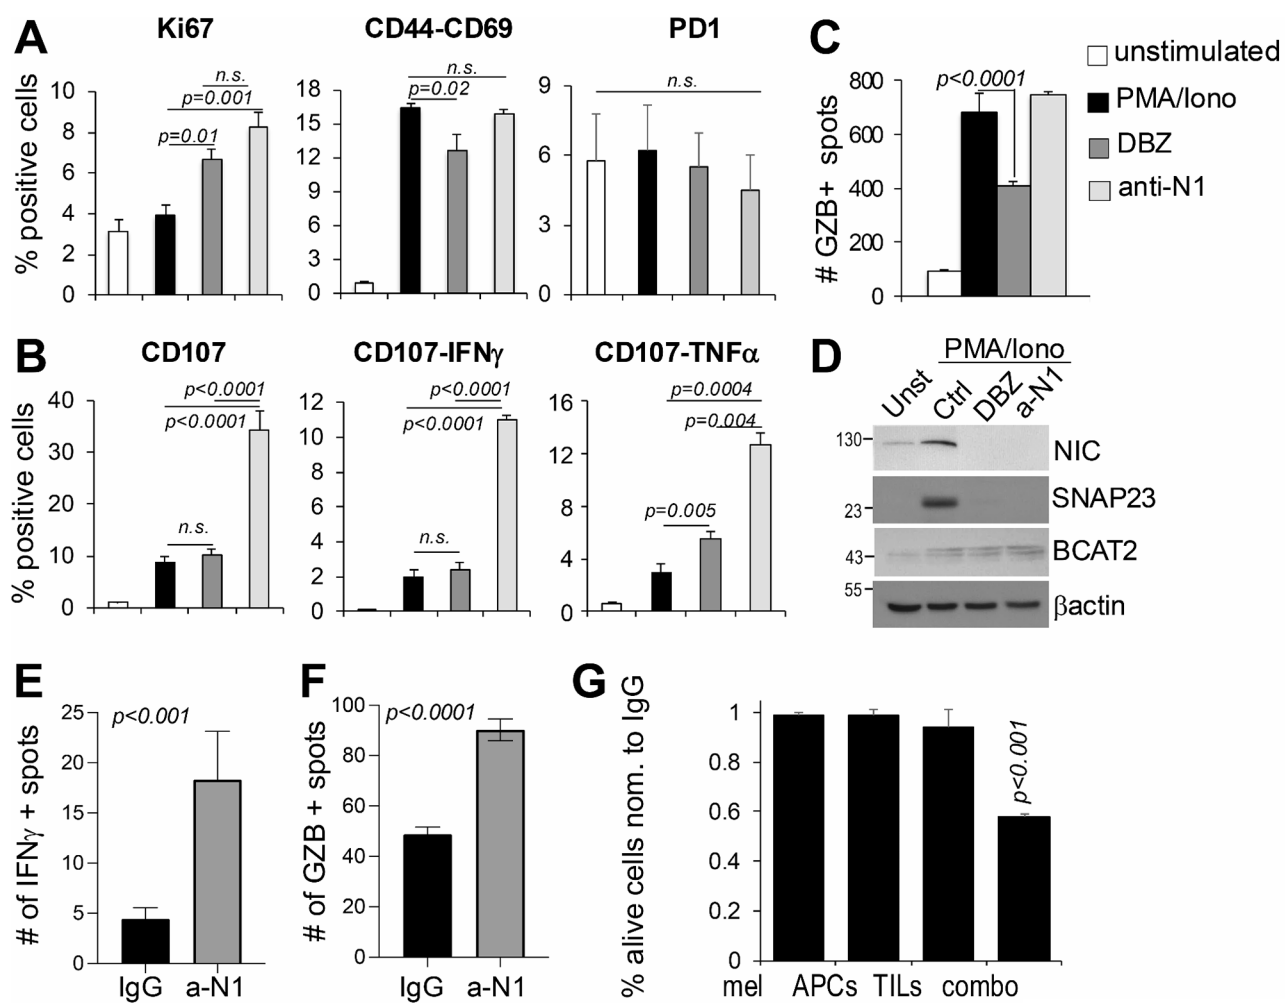 A
Ki67
CD44-CD69
PD1
% positive cells
10
8
6
4
2
0
n.s.
p=0.001
p=0.01
18
15
12
9
6
3
0
n.s.
p=0.02
9
6
3
0
n.s.
C
# GZB+ spots
800
600
400
200
0
p<0.0001
unstimulated
PMA/Iono
DBZ
anti-N1
B
CD107
CD107-IFNγ
CD107-TNFα
% positive cells
40
30
20
10
0
p<0.0001
p<0.0001
n.s.
12
10
8
6
4
2
0
p<0.0001
p<0.0001
n.s.
16
12
8
4
0
p=0.0004
p=0.004
p=0.005
D
PMA/Iono
Unst
Ctrl
DBZ
a-N1
130
NIC
23
SNAP23
43
BCAT2
55
βactin
E
# of IFNγ + spots
25
20
15
10
5
0
p<0.001
IgG a-N1
F
# of GZB + spots
100
80
60
40
20
0
p<0.0001
IgG a-N1
G
% alive cells nom. to IgG
1
0.8
0.6
0.4
0.2
0
p<0.001
mel APCs TILs combo